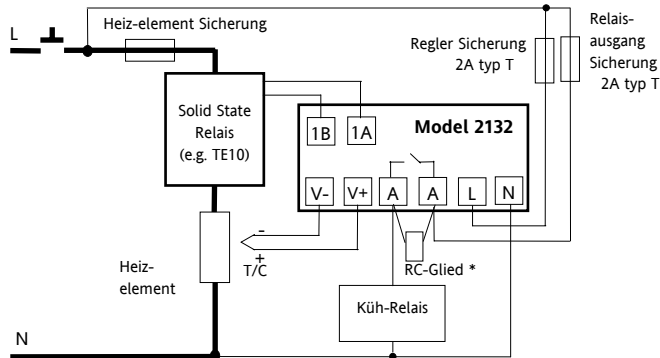 L
Heiz-element Sicherung
Regler Sicherung
2A typ T
Relais-
ausgang
Sicherung
2A typ T
Solid State
Relais
(e.g. TE10)
1B
1A
Model 2132
V-
V+
A
A
L
N
-
+
T/C
Heiz-
element
RC-Glied *
Küh-Relais
N